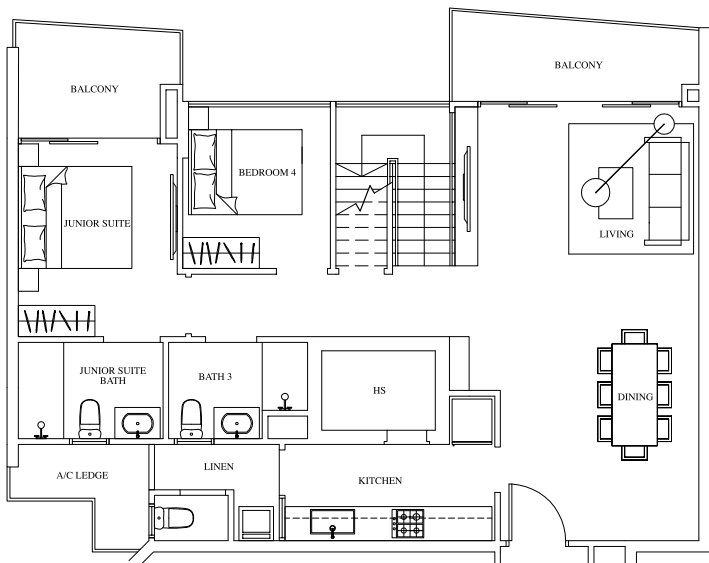 BALCONY
BALCONY
BEDROOM 4
JUNIOR SUITE
LIVING
JUNIOR SUITE
BATH
BATH 3
HS
DINING
A/C LEDGE
LINEN
KITCHEN